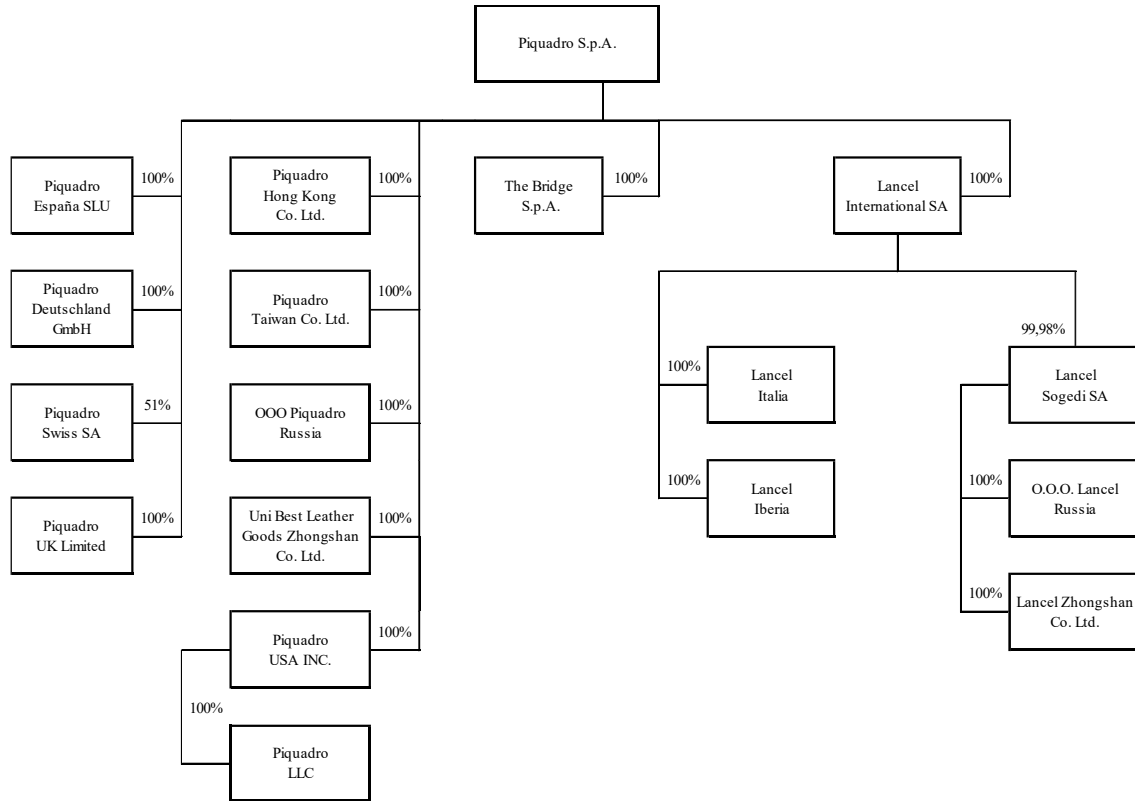 Piquadro S.p.A.
100%
Piquadro
España SLU
100%
Piquadro
Hong Kong
Co. Ltd.
100%
The Bridge
S.p.A.
100%
Lancel
International SA
100%
Piquadro
Deutschland
GmbH
100%
Piquadro
Taiwan Co. Ltd.
100%
99,98%
Lancel
Italia
100%
Lancel
Sogedi SA
Piquadro
Swiss SA
51%
OOO Piquadro
Russia
100%
Lancel
Iberia
100%
O.O.O. Lancel
Russia
100%
Piquadro
UK Limited
100%
Uni Best Leather
Goods Zhongshan
Co. Ltd.
100%
Lancel Zhongshan
Co. Ltd.
Piquadro
USA INC.
100%
100%
Piquadro
LLC